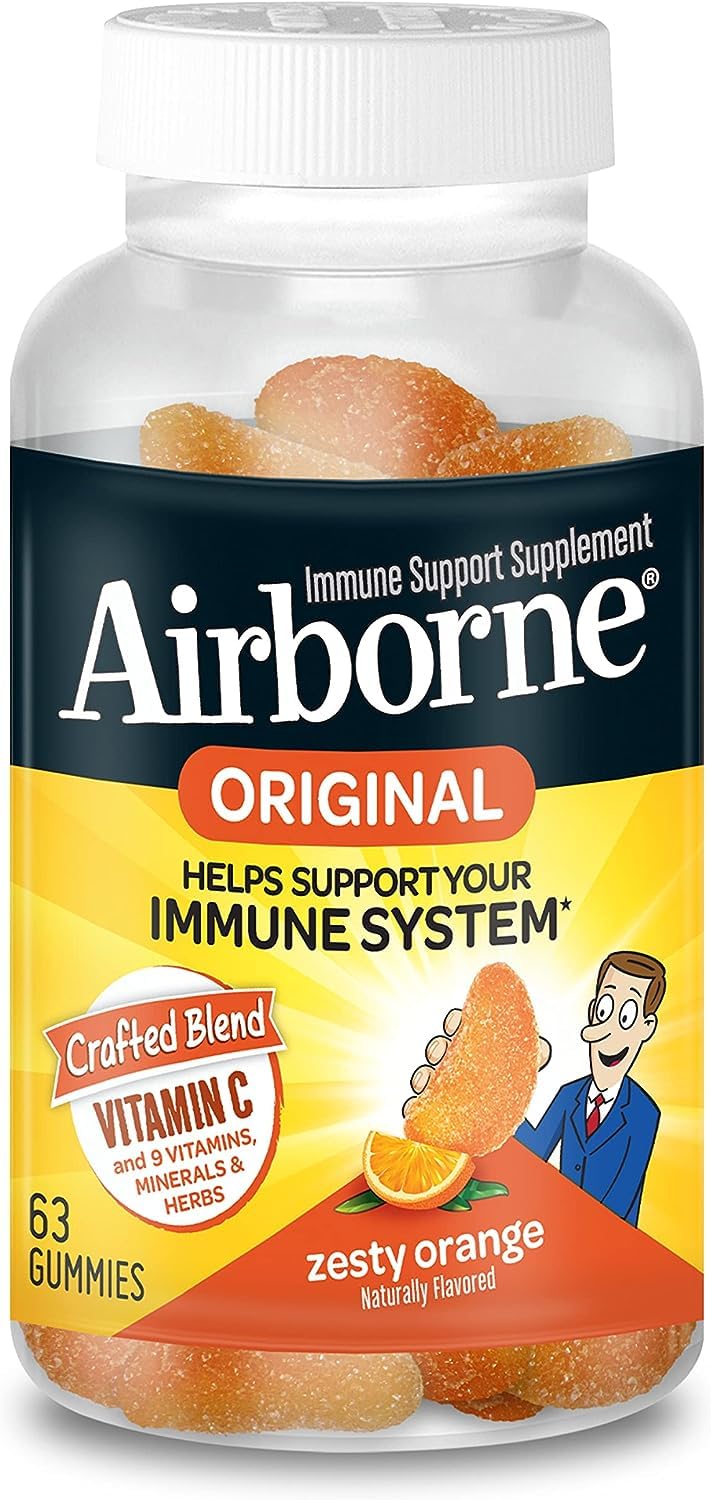 Immune Support Supplement
Airborne®
ORIGINAL
HELPS SUPPORT YOUR
IMMUNE SYSTEM*
Crafted Blend
VITAMIN C
and 9 VITAMINS,
MINERALS &
HERBS
63
GUMMIES
zesty orange
Naturally Flavored